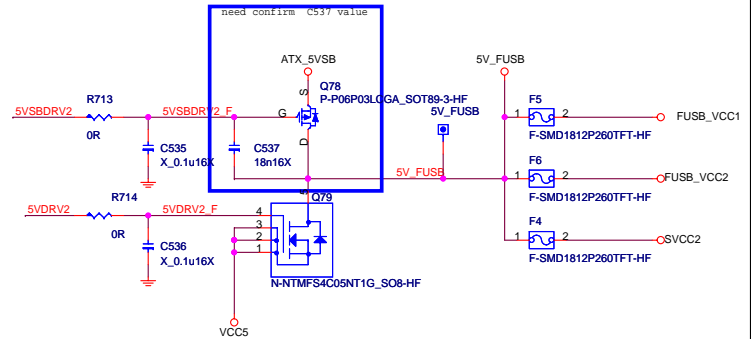 need confirm C537 value
ATX_5VSB
5V_FUSB
R713
Q78
F5
S
P-P06P03LCGA_SOT89-3-HF
5VSBDRV2
5VSBDRV2_F
G
5V_FUSB
1
2
FUSB_VCC1
0R
F-SMD1812P260TFT-HF
D
C535
C537
X_0.1u16X
18n16X
F6
5V_FUSB
1
2
FUSB_VCC2
R714
Q79
F-SMD1812P260TFT-HF
5
5VDRV2
5VDRV2_F
4
F4
0R
3
2
1
2
SVCC2
C536
1
X_0.1u16X
F-SMD1812P260TFT-HF
N-NTMFS4C05NT1G_SO8-HF
VCC5